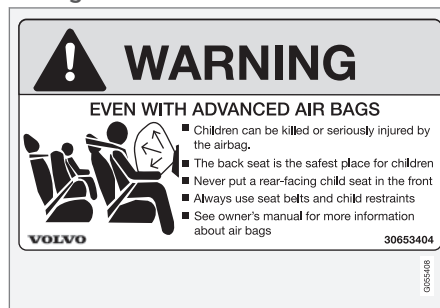 WARNING
EVEN WITH ADVANCED AIR BAGS
■ Children can be killed or seriously injured by
the airbag.
■ The back seat is the safest place for children
■ Never put a rear-facing child seat in the front
■ Always use seat belts and child restraints
■ See owner's manual for more information
about air bags
VOLVO
30653404
G055408